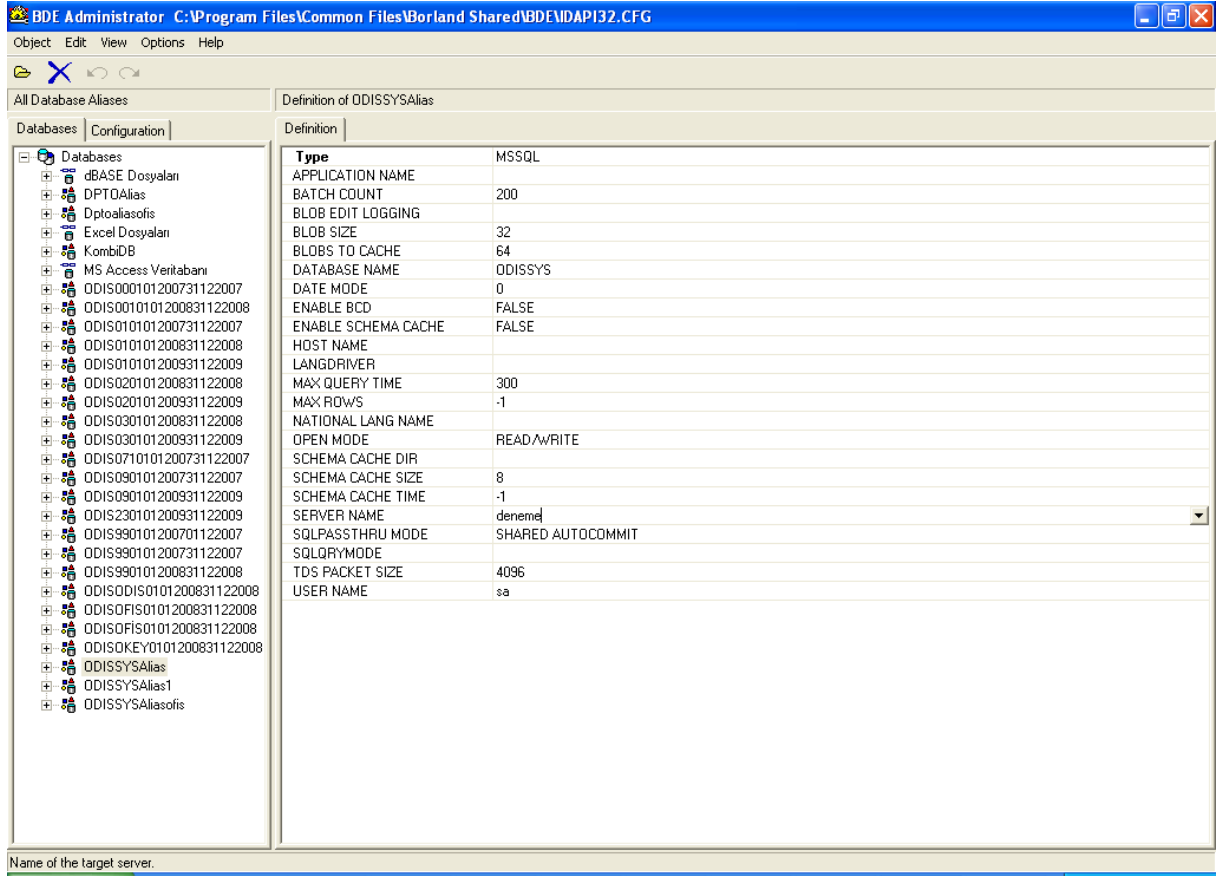 BDE Administrator C:\Program Files\Common Files\Borland Shared\BDE\IDAPI32.CFG
Object Edit View Options Help
All Database Aliases
Definition of ODISSYSAlias
Databases
Configuration
Definition
Databases
dBASE Dosyaları
DPTOAlias
Dptoaliasofis
Excel Dosyaları
KombiDB
MS Access Veritabanı
ODIS000101200731122007
ODIS0010101200831122008
ODIS010101200731122007
ODIS010101200831122008
ODIS010101200931122009
ODIS020101200831122008
ODIS020101200931122009
ODIS030101200831122008
ODIS030101200931122009
ODIS0710101200731122007
ODIS090101200731122007
ODIS090101200931122009
ODIS230101200931122009
ODIS990101200701122007
ODIS990101200731122007
ODIS990101200831122008
ODISODIS0101200831122008
ODISOFIS0101200831122008
ODISOFİS0101200831122008
ODISOKEY0101200831122008
ODISSYSAlias
ODISSYSAlias1
ODISSYSAliasofis
Type MSSQL
APPLICATION NAME
BATCH COUNT 200
BLOB EDIT LOGGING
BLOB SIZE 32
BLOBS TO CACHE 64
DATABASE NAME ODISSYS
DATE MODE 0
ENABLE BCD FALSE
ENABLE SCHEMA CACHE FALSE
HOST NAME
LANGDRIVER
MAX QUERY TIME 300
MAX ROWS -1
NATIONAL LANG NAME
OPEN MODE READ/WRITE
SCHEMA CACHE DIR
SCHEMA CACHE SIZE 8
SCHEMA CACHE TIME -1
SERVER NAME deneme
SQLPASSTHRU MODE SHARED AUTOCOMMIT
SQLQRYMODE
TDS PACKET SIZE 4096
USER NAME sa
Name of the target server.